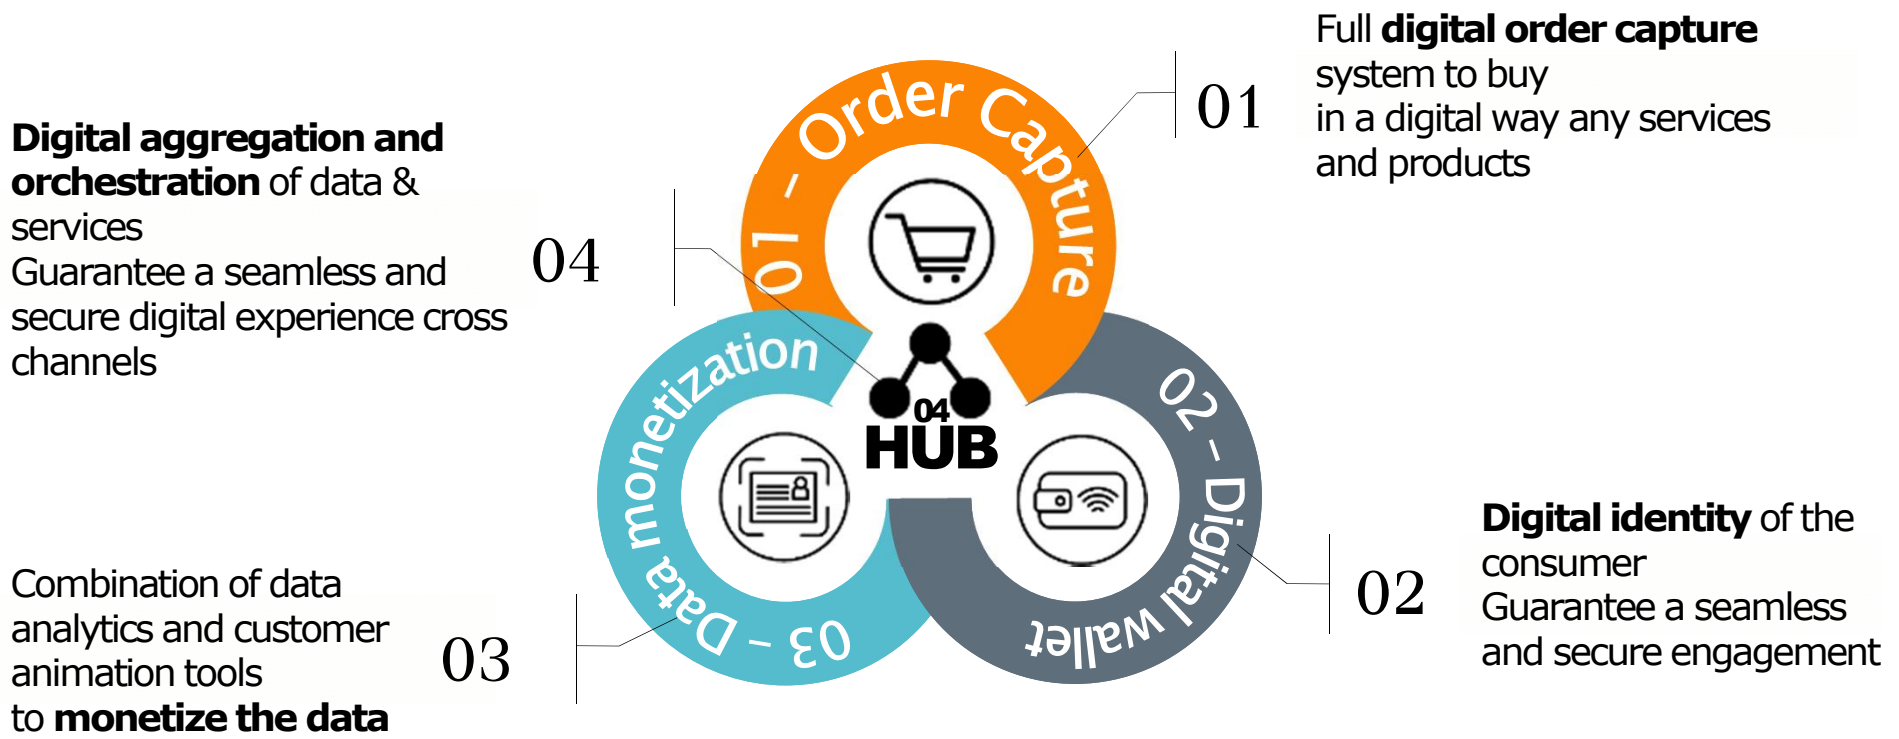 Full digital order capture
system to buy
in a digital way any services
and products
01
01 - Order Capture
Digital aggregation and
orchestration of data &
services
Guarantee a seamless and
secure digital experience cross
channels
04
04
HUB
02 - Digital wallet
02
Digital identity of the
consumer
Guarantee a seamless
and secure engagement
03 - Data monetization
03
Combination of data
analytics and customer
animation tools
to monetize the data